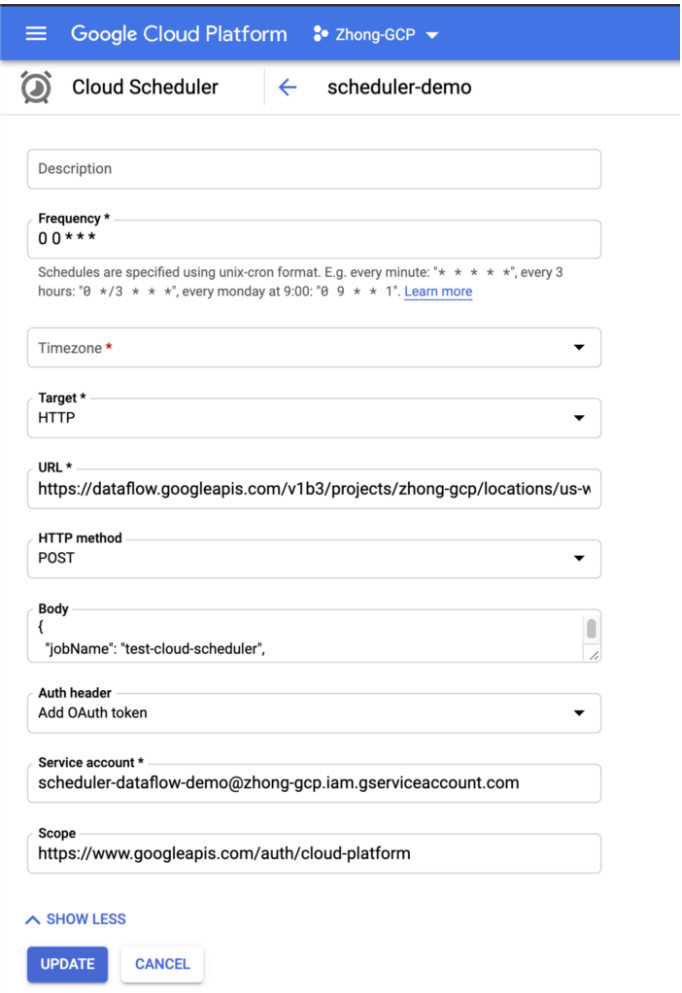 Google Cloud Platform Zhong-GCP
Cloud Scheduler scheduler-demo
Description
Frequency *
0 0 * * *
Schedules are specified using unix-cron format. E.g. every minute: "* * * * *", every 3
hours: "0 */3 * * *", every monday at 9:00: "0 9 * * 1". Learn more
Timezone *
Target *
HTTP
URL *
https://dataflow.googleapis.com/v1b3/projects/zhong-gcp/locations/us-w
HTTP method
POST
Body
{
"jobName": "test-cloud-scheduler",
Auth header
Add OAuth token
Service account *
scheduler-dataflow-demo@zhong-gcp.iam.gserviceaccount.com
Scope
https://www.googleapis.com/auth/cloud-platform
SHOW LESS
UPDATE CANCEL